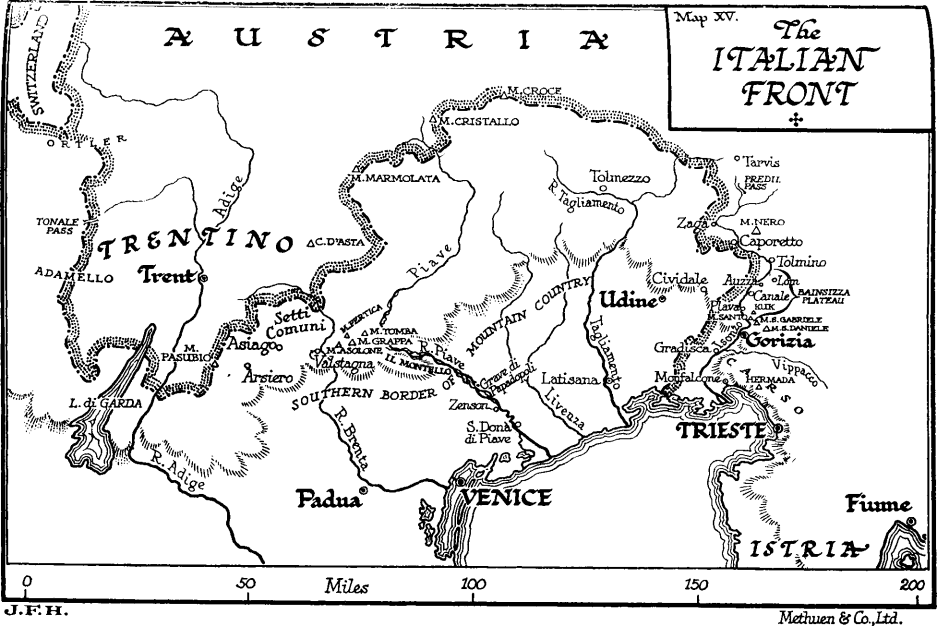 Map XV.
The
ITALIAN
FRONT
AUSTRIA
SWITZERLAND
ORTLER
M. CROCE
M. CRISTALLO
M. MARMOLATA
Tolmezzo
R. Tagliamento
Tarvis
PREDIL
PASS
Zaga
M. NERO
Caporetto
Tolmino
Lom
Auzza
BAINSIZZA
PLATEAU
Canale
KUK
Plava
M. SANTO
M. S. GABRIELE
M. S. DANIELE
Isonzo
Gorizia
Gradisca
Vippacco
CARSO
HERMADA
Monfalcone
TRIESTE
Fiume
ISTRIA
Cividale
Udine
Tagliamento
Latisana
Livenza
TONALE
PASS
ADAMELLO
TRENTINO
Adige
Trent
C. D'ASTA
Piave
SOUTHERN BORDER OF MOUNTAIN COUNTRY
Setti
Comuni
M. PERTICA
M. TOMBA
M. GRAPPA
M. ASOLONE
Valstagna
IL MONTELLO
R. Piave
Grave di
Papadopoli
Zenson
S. Dona
di Piave
M.
PASUBIO
Asiago
Arsiero
L. di GARDA
R. Adige
R. Brenta
Padua
VENICE
0 50 Miles 100 150 200
J.F.H.
Methuen & Co., Ltd.